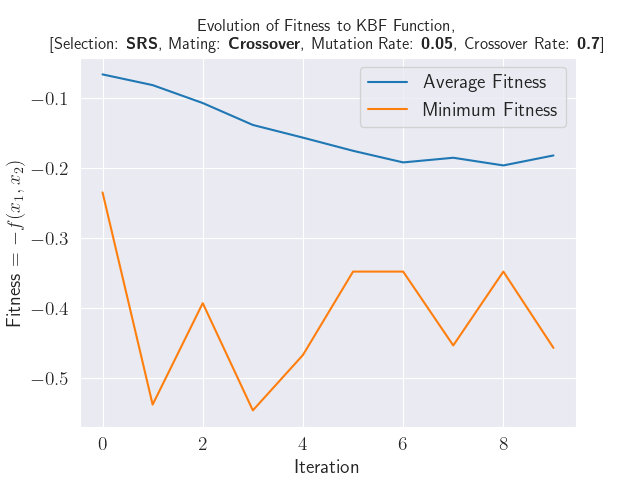 Evolution of Fitness to KBF Function,
[Selection: SRS, Mating: Crossover, Mutation Rate: 0.05, Crossover Rate: 0.7]
Average Fitness
Minimum Fitness
−0.1
−0.2
−0.3
−0.4
−0.5
Fitness = −f(x₁, x₂)
0 2 4 6 8
Iteration